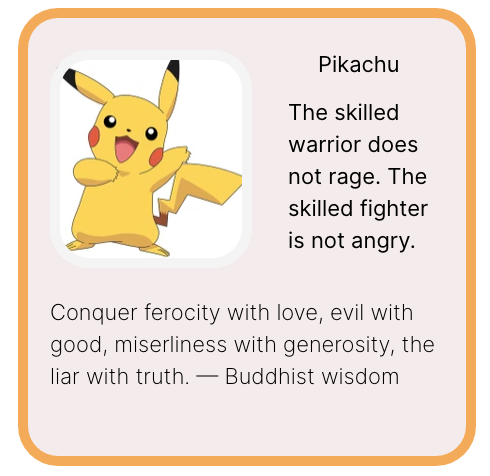 Pikachu
The skilled
warrior does
not rage. The
skilled fighter
is not angry.
Conquer ferocity with love, evil with
good, miserliness with generosity, the
liar with truth. — Buddhist wisdom